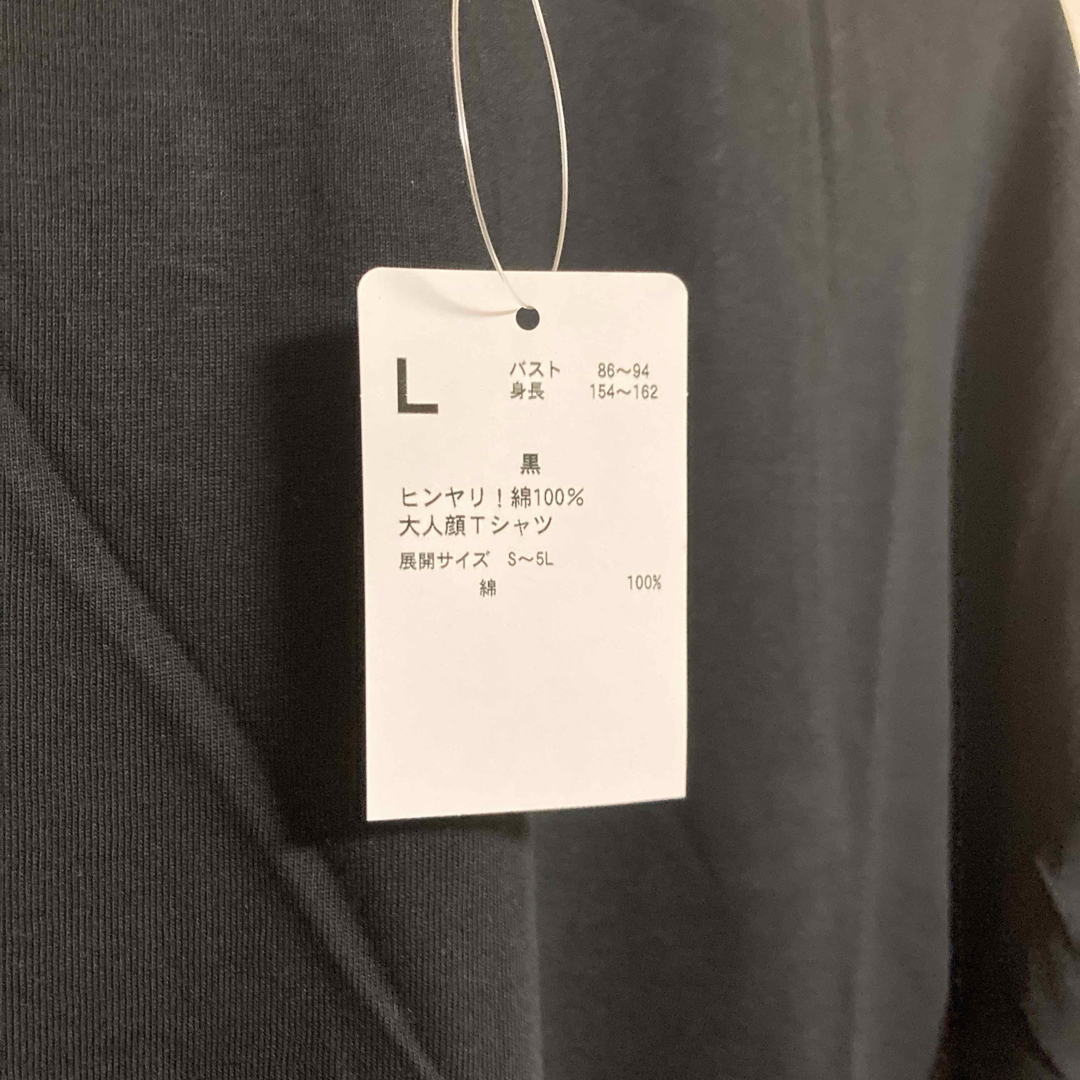 L
バスト 86〜94
身長 154〜162
黒
ヒンヤリ！綿100％
大人顔Tシャツ
展開サイズ S〜5L
綿 100%